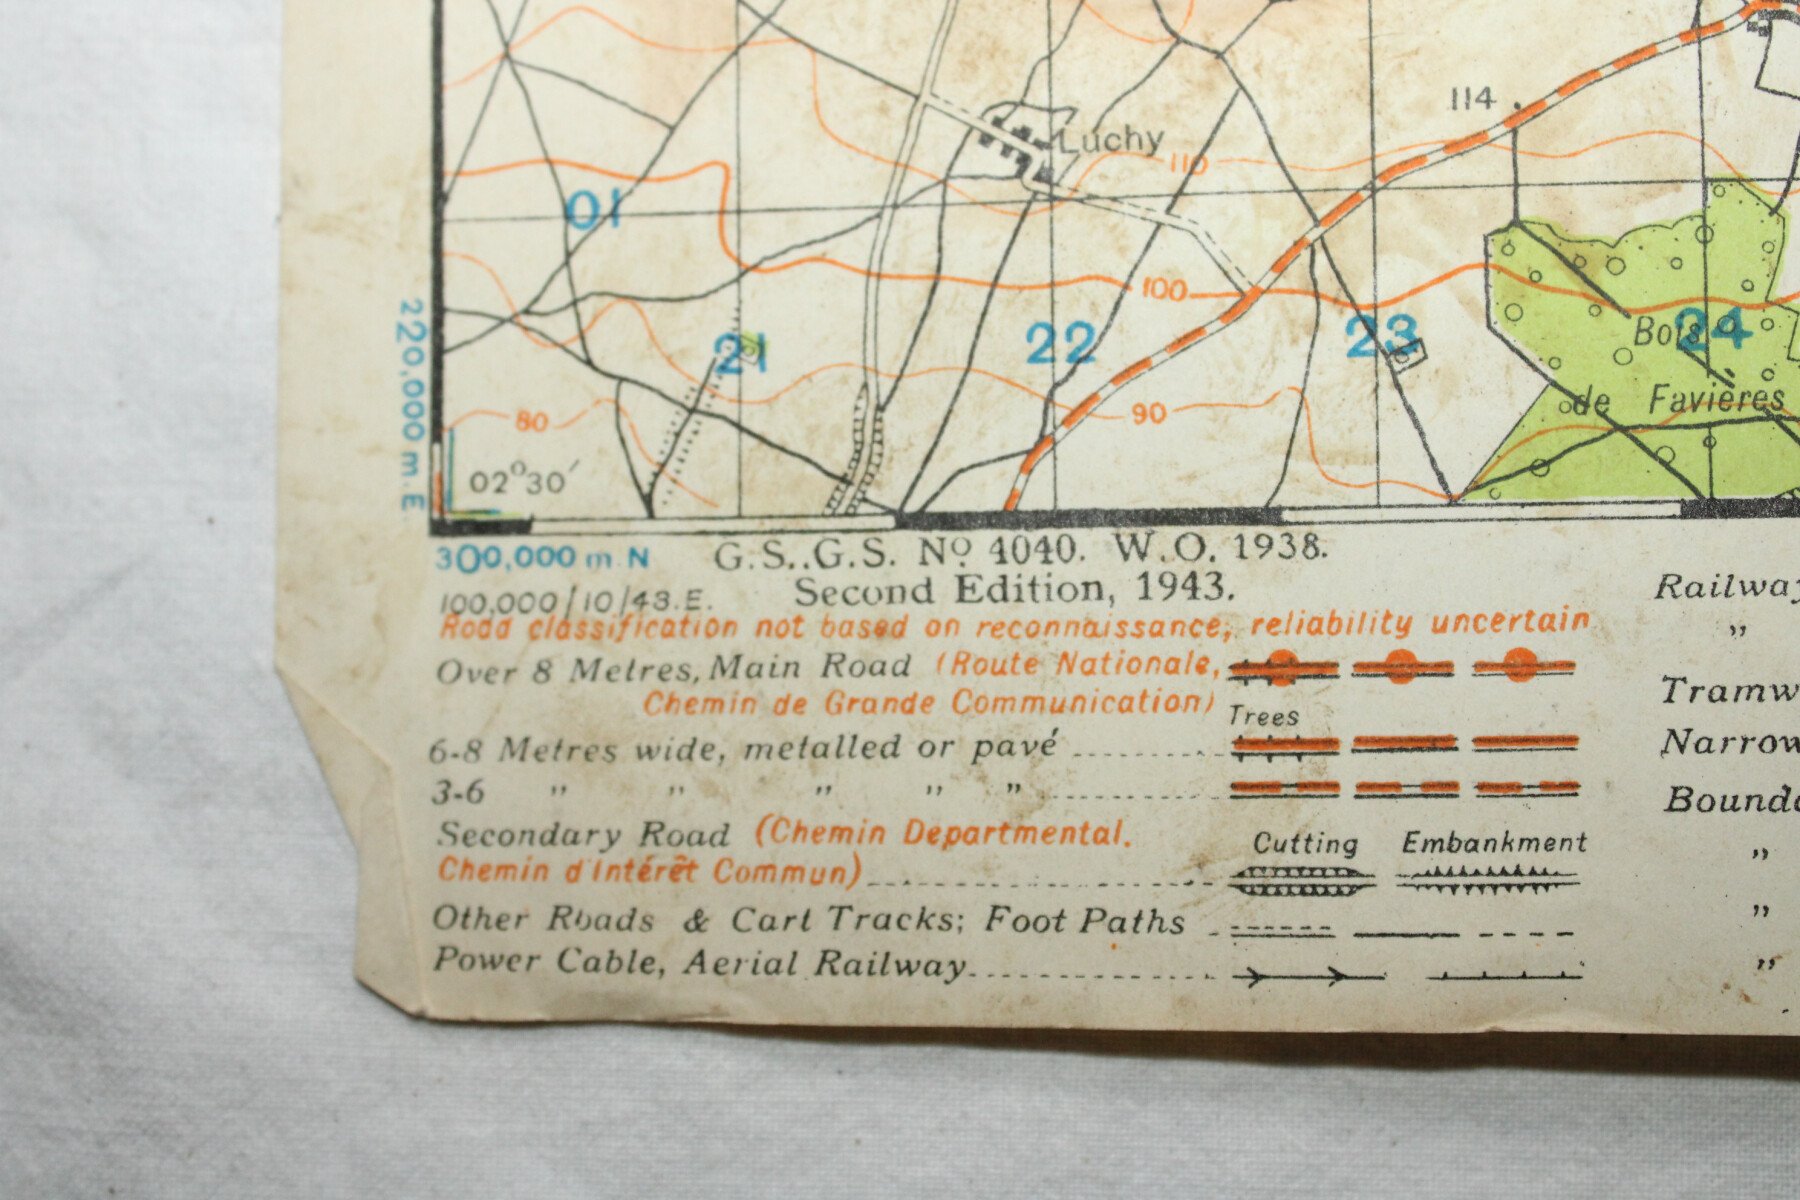 114
Luchy
110
01
100
21
22
23
24
Bois
de Favières
80
90
02°30′
220,000 m. E
300,000 m N
G.S..G.S. Nº 4040. W.O. 1938.
Second Edition, 1943.
100,000/10/43.E.
Road classification not based on reconnaissance, reliability uncertain
Over 8 Metres, Main Road (Route Nationale,
Chemin de Grande Communication)
Trees
6-8 Metres wide, metalled or pavé
3-6 " " " " "
Secondary Road (Chemin Departmental.
Chemin d'intérêt Commun)
Cutting Embankment
Other Roads & Cart Tracks; Foot Paths
Power Cable, Aerial Railway
Railway
"
Tramw
Narrow
Bounda
"
"
"